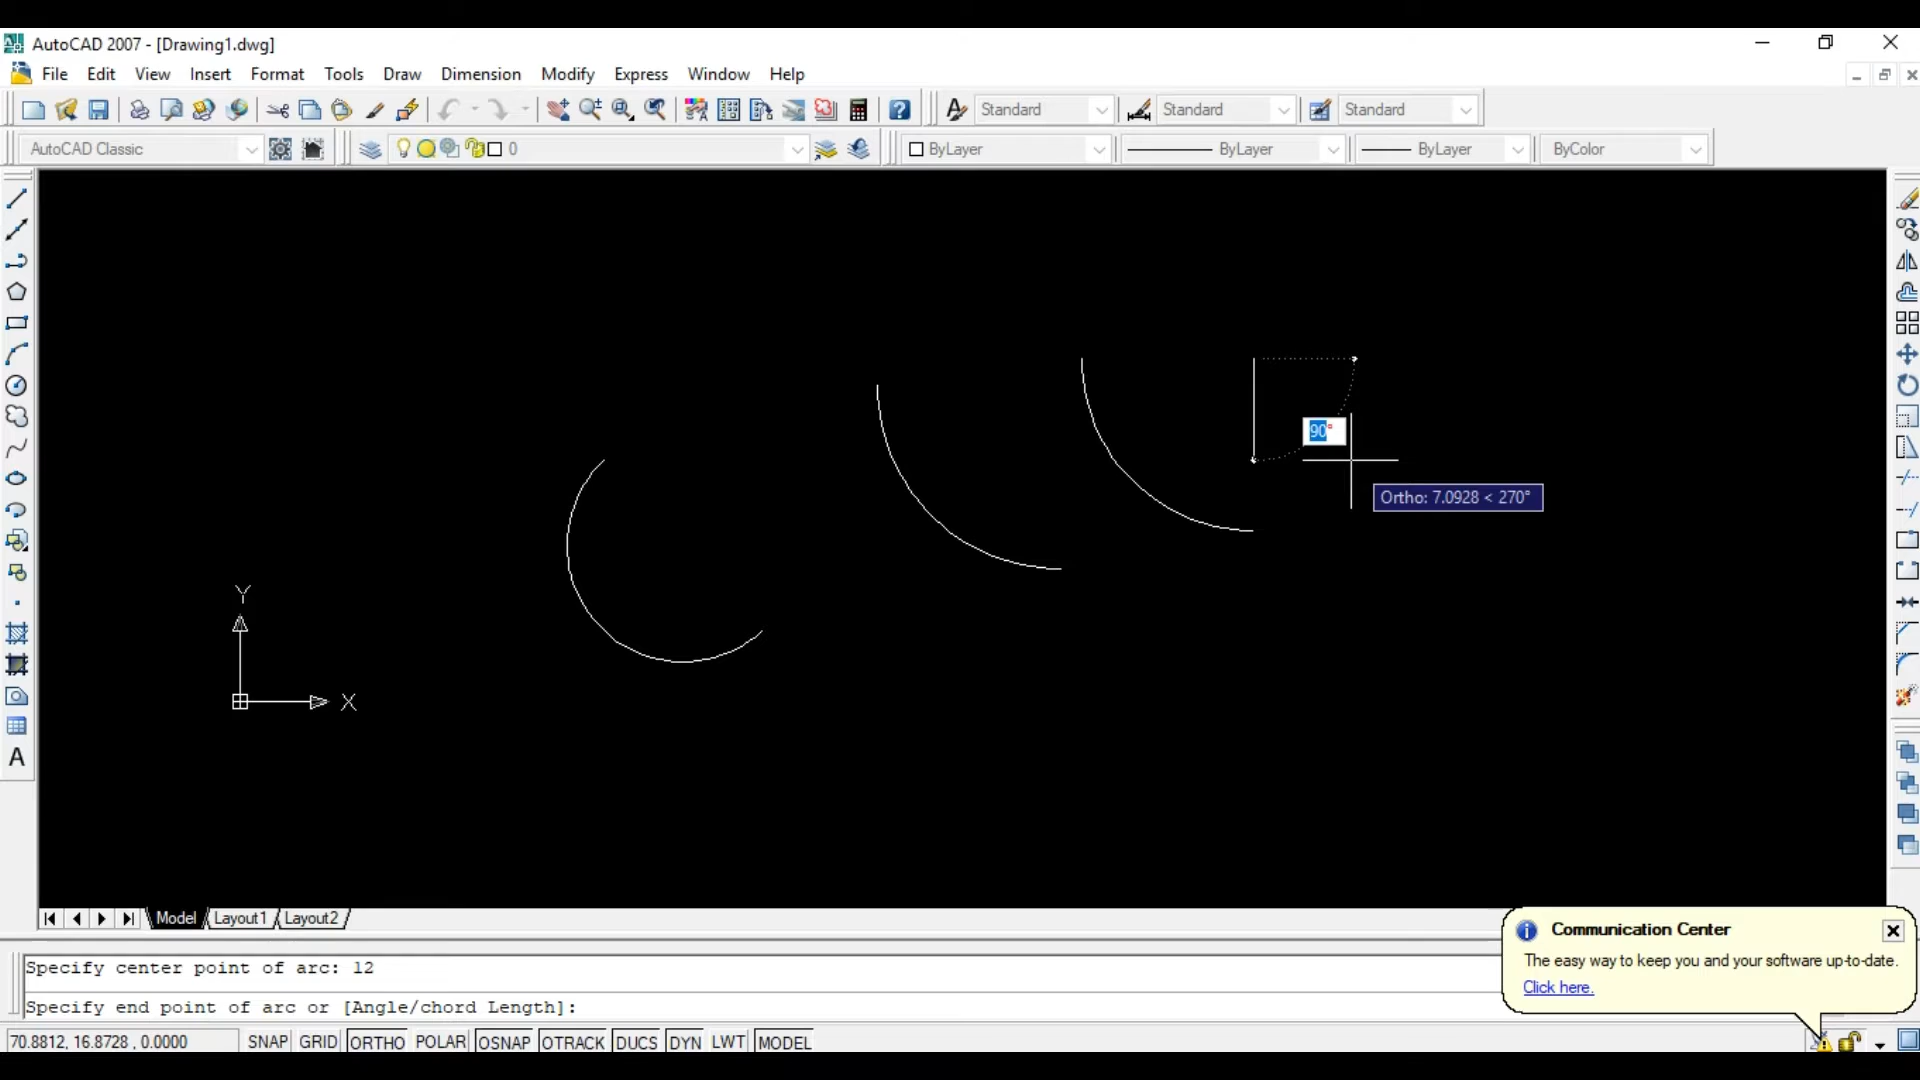 AutoCAD 2007 - [Drawing1.dwg]
File Edit View Insert Format Tools Draw Dimension Modify Express Window Help
Standard Standard Standard
AutoCAD Classic 0 ByLayer ByLayer ByLayer ByColor
90°
Ortho: 7.0928 < 270°
Y
X
A
Model Layout1 Layout2
Communication Center
The easy way to keep you and your software up-to-date.
Click here.
Specify center point of arc: 12
Specify end point of arc or [Angle/chord Length]:
70.8812, 16.8728 , 0.0000 SNAP GRID ORTHO POLAR OSNAP OTRACK DUCS DYN LWT MODEL